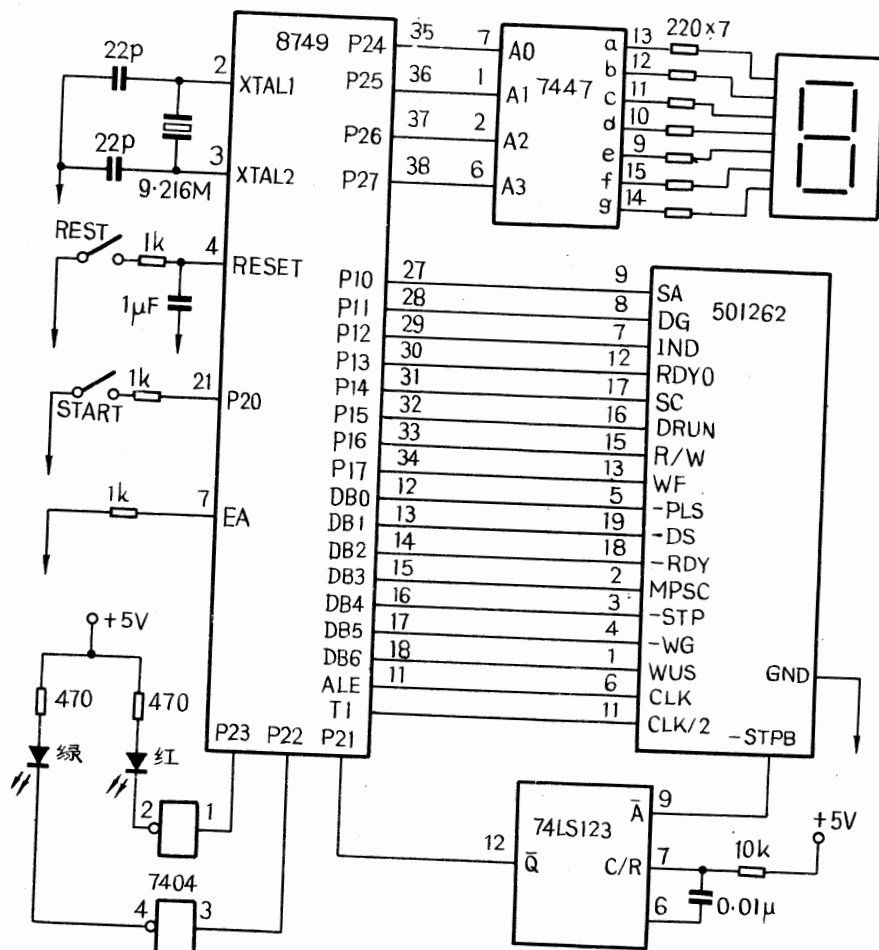 8749
P24
35
7
A0
a
13
220×7
22p
2
XTAL1
P25
36
1
A1
7447
b
12
c
11
P26
37
2
A2
d
10
e
9
22p
3
XTAL2
9·216M
P27
38
6
A3
f
15
g
14
REST
1k
4
RESET
1μF
P10
27
9
SA
501262
P11
28
8
DG
P12
29
7
IND
P13
30
12
RDY0
START
1k
21
P20
P14
31
17
SC
P15
32
16
DRUN
P16
33
15
R/W
P17
34
13
WF
1k
7
EA
DB0
12
5
-PLS
DB1
13
19
-DS
DB2
14
18
-RDY
DB3
15
2
MPSC
DB4
16
3
-STP
DB5
17
4
-WG
DB6
18
1
WUS
GND
ALE
11
6
CLK
T1
11
CLK/2
+5V
470
470
绿
红
P23
P22
P21
-STPB
2
1
7404
4
3
12
Q̅
74LS123
A̅
9
C/R
7
10k
+5V
6
0.01μ